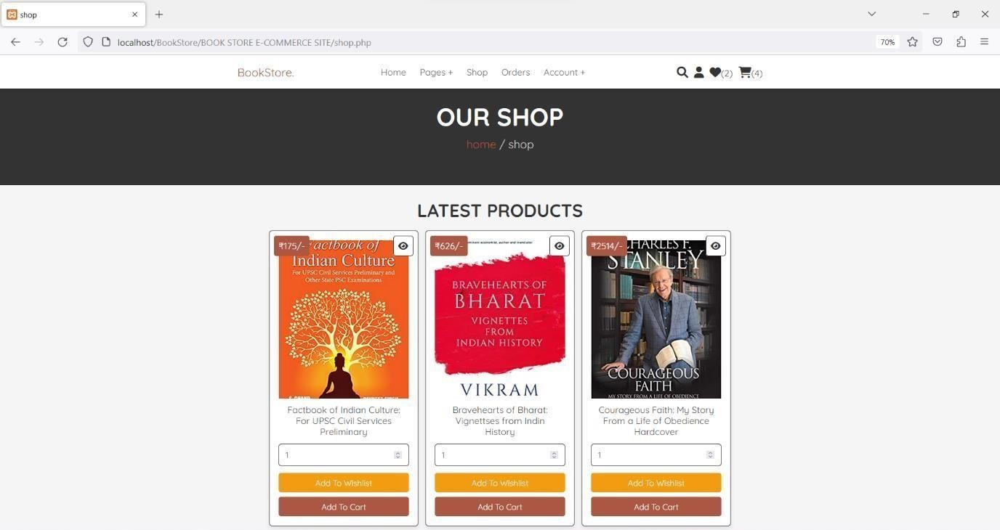 shop
localhost/BookStore/BOOK STORE E-COMMERCE SITE/shop.php
70%
BookStore.
Home
Pages +
Shop
Orders
Account +
(2)
(4)
OUR SHOP
home / shop
LATEST PRODUCTS
₹175/-
Factbook of
Indian Culture
For UPSC Civil Services Preliminary and
Other State PSC Examinations
S. CHAND
Factbook of Indian Culture:
For UPSC Civil Services
Preliminary
1
Add To Wishlist
Add To Cart
₹626/-
economist, author and translator
BRAVEHEARTS OF
BHARAT
VIGNETTES
FROM
INDIAN HISTORY
VIKRAM
Bravehearts of Bharat:
Vignettses from Indin
History
1
Add To Wishlist
Add To Cart
₹2514/-
CHARLES F.
STANLEY
COURAGEOUS
FAITH
MY STORY FROM A LIFE OF OBEDIENCE
Courageous Faith: My Story
From a Life of Obedience
Hardcover
1
Add To Wishlist
Add To Cart